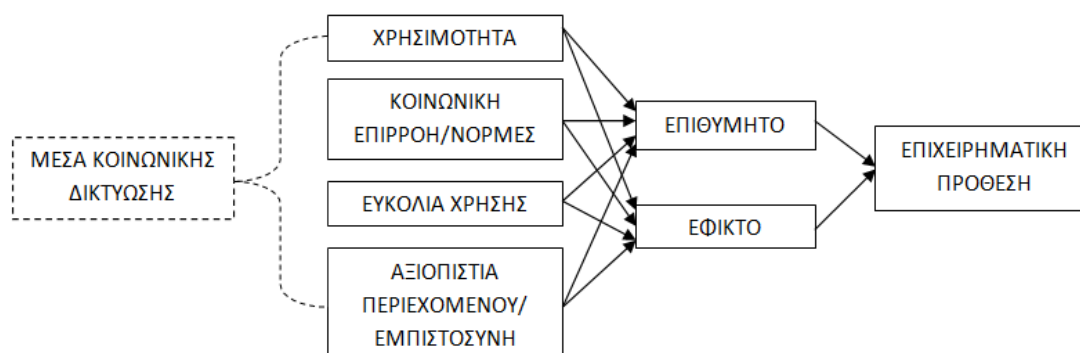 ΜΕΣΑ ΚΟΙΝΩΝΙΚΗΣ
ΔΙΚΤΥΩΣΗΣ
ΧΡΗΣΙΜΟΤΗΤΑ
ΚΟΙΝΩΝΙΚΗ
ΕΠΙΡΡΟΗ/ΝΟΡΜΕΣ
ΕΥΚΟΛΙΑ ΧΡΗΣΗΣ
ΑΞΙΟΠΙΣΤΙΑ
ΠΕΡΙΕΧΟΜΕΝΟΥ/
ΕΜΠΙΣΤΟΣΥΝΗ
ΕΠΙΘΥΜΗΤΟ
ΕΦΙΚΤΟ
ΕΠΙΧΕΙΡΗΜΑΤΙΚΗ
ΠΡΟΘΕΣΗ